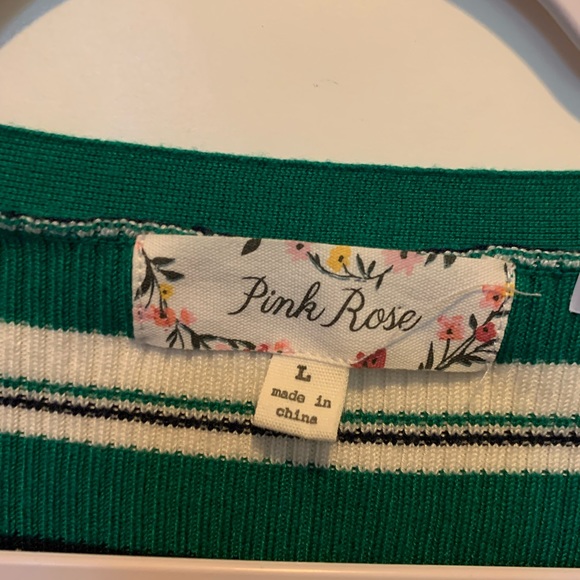 Pink Rose
L
made in
china